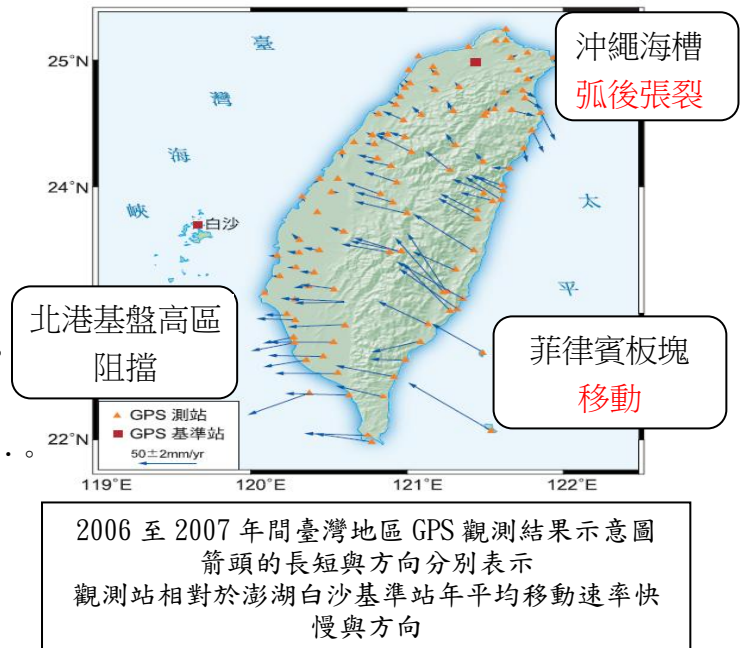 沖繩海槽
弧後張裂
臺
灣
海
峽
25°N
24°N
白沙
太
平
北港基盤高區
阻擋
菲律賓板塊
移動
GPS 測站
GPS 基準站
50±2mm/yr
22°N
.。
119°E
120°E
121°E
122°E
2006 至 2007 年間臺灣地區 GPS 觀測結果示意圖
箭頭的長短與方向分別表示
觀測站相對於澎湖白沙基準站年平均移動速率快
慢與方向